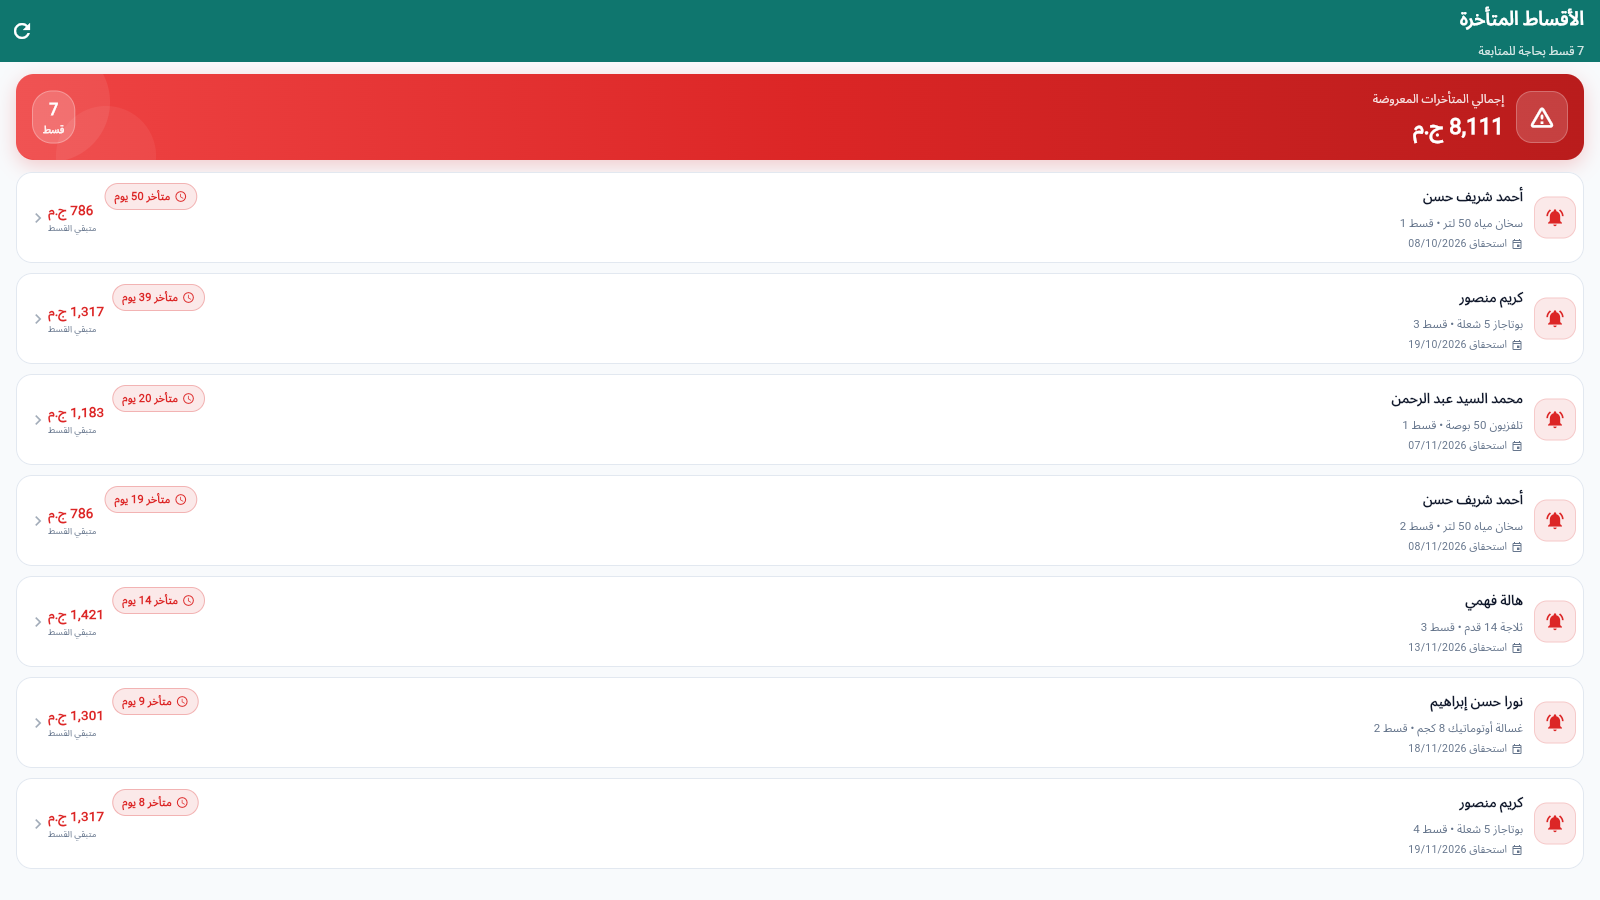 الأقساط المتأخرة
7 قسط بحاجة للمتابعة
إجمالي المتأخرات المعروضة
8,111 ج.م
7
قسط
أحمد شريف حسن
سخان مياه 50 لتر • قسط 1
استحقاق 08/10/2026
متأخر 50 يوم
786 ج.م
متبقي القسط
كريم منصور
بوتاجاز 5 شعلة • قسط 3
استحقاق 19/10/2026
متأخر 39 يوم
1,317 ج.م
متبقي القسط
محمد السيد عبد الرحمن
تلفزيون 50 بوصة • قسط 1
استحقاق 07/11/2026
متأخر 20 يوم
1,183 ج.م
متبقي القسط
أحمد شريف حسن
سخان مياه 50 لتر • قسط 2
استحقاق 08/11/2026
متأخر 19 يوم
786 ج.م
متبقي القسط
هالة فهمي
ثلاجة 14 قدم • قسط 3
استحقاق 13/11/2026
متأخر 14 يوم
1,421 ج.م
متبقي القسط
نورا حسن إبراهيم
غسالة أوتوماتيك 8 كجم • قسط 2
استحقاق 18/11/2026
متأخر 9 يوم
1,301 ج.م
متبقي القسط
كريم منصور
بوتاجاز 5 شعلة • قسط 4
استحقاق 19/11/2026
متأخر 8 يوم
1,317 ج.م
متبقي القسط